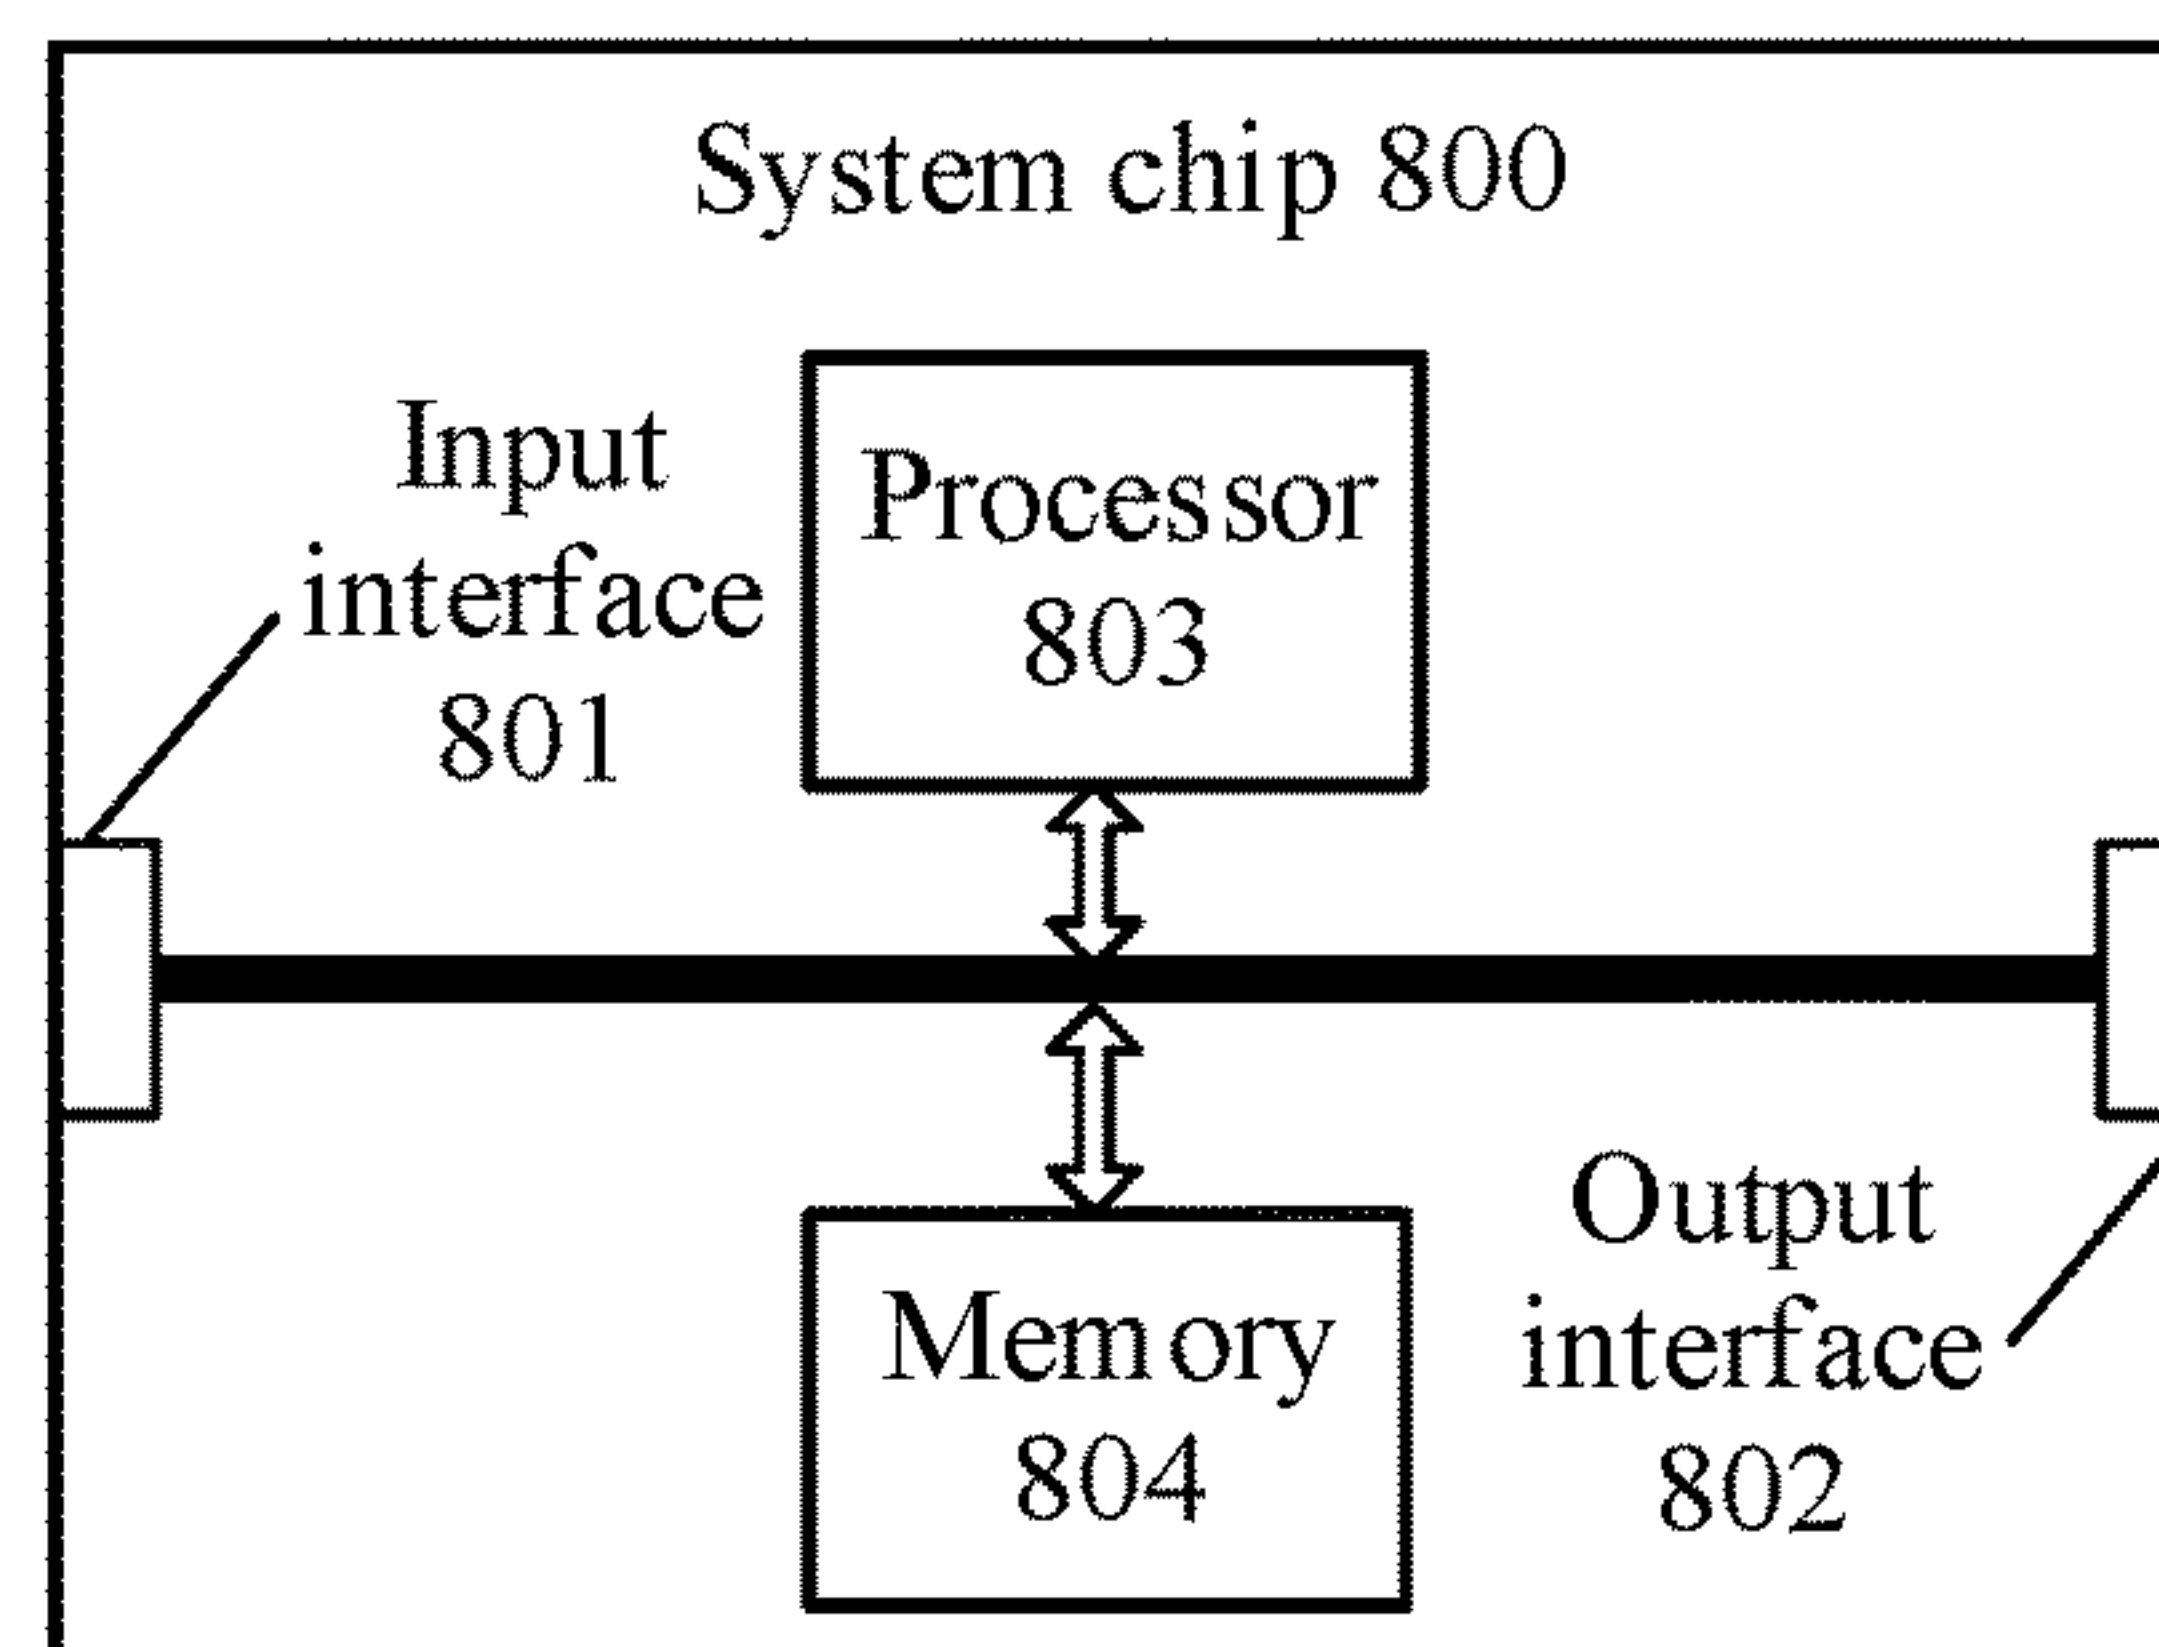 System chip 800
Input
interface
801
Processor
803
Memory
804
Output
interface
802